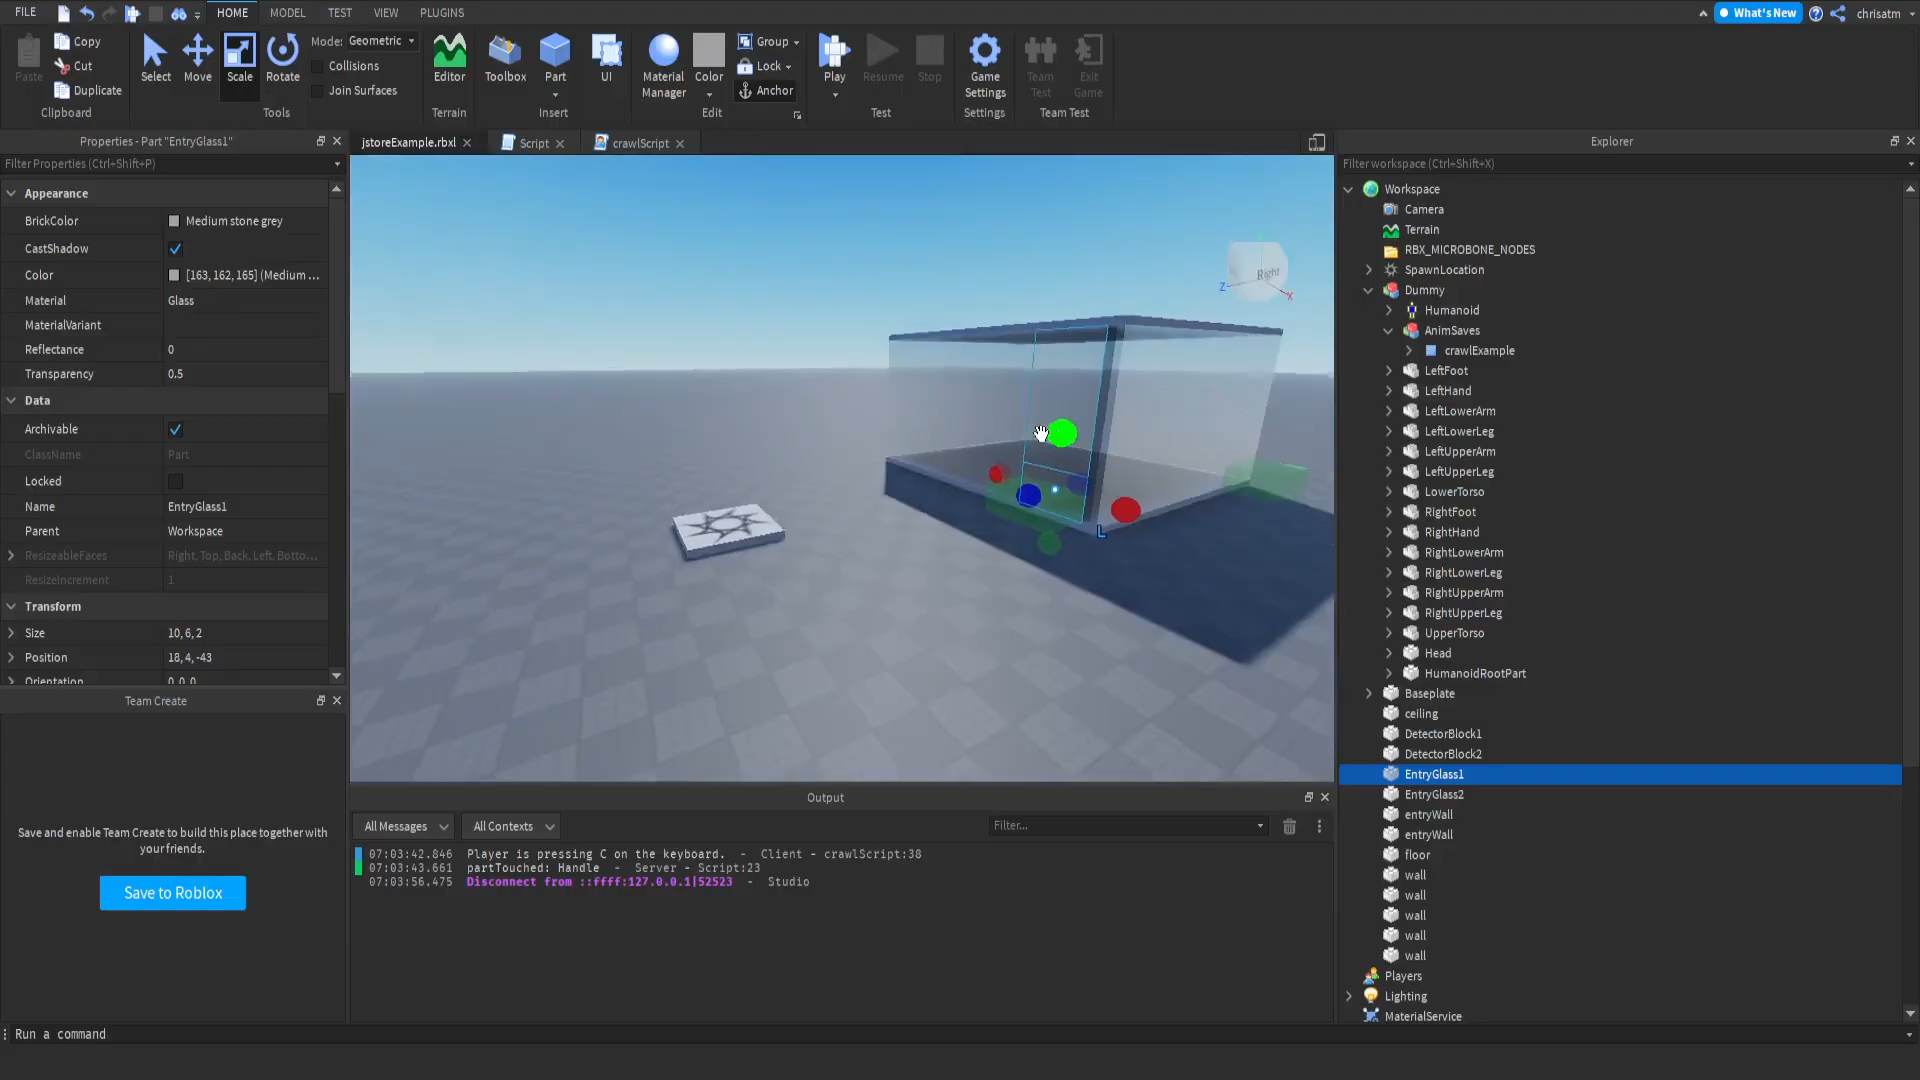 FILE
HOME
MODEL
TEST
VIEW
PLUGINS
What's New
chrisatm
Paste
Copy
Cut
Duplicate
Clipboard
Select
Move
Scale
Rotate
Mode: Geometric
Collisions
Join Surfaces
Tools
Editor
Terrain
Toolbox
Part
UI
Insert
Material
Manager
Color
Group
Lock
Anchor
Edit
Play
Resume
Stop
Test
Game
Settings
Settings
Team
Test
Exit
Game
Team Test
Properties - Part "EntryGlass1"
Filter Properties (Ctrl+Shift+P)
Appearance
BrickColor Medium stone grey
CastShadow
Color [163, 162, 165] (Medium ...
Material Glass
MaterialVariant
Reflectance 0
Transparency 0.5
Data
Archivable
ClassName Part
Locked
Name EntryGlass1
Parent Workspace
ResizeableFaces Right, Top, Back, Left, Botto...
ResizeIncrement 1
Transform
Size 10, 6, 2
Position 18, 4, -43
Orientation 0, 0, 0
Team Create
Save and enable Team Create to build this place together with
your friends.
Save to Roblox
jstoreExample.rbxl
Script
crawlScript
Right
Z
X
L
Output
All Messages
All Contexts
Filter...
07:03:42.846 Player is pressing C on the keyboard. - Client - crawlScript:38
07:03:43.661 partTouched: Handle - Server - Script:23
07:03:56.475 Disconnect from ::ffff:127.0.0.1|52523 - Studio
Explorer
Filter workspace (Ctrl+Shift+X)
Workspace
Camera
Terrain
RBX_MICROBONE_NODES
SpawnLocation
Dummy
Humanoid
AnimSaves
crawlExample
LeftFoot
LeftHand
LeftLowerArm
LeftLowerLeg
LeftUpperArm
LeftUpperLeg
LowerTorso
RightFoot
RightHand
RightLowerArm
RightLowerLeg
RightUpperArm
RightUpperLeg
UpperTorso
Head
HumanoidRootPart
Baseplate
ceiling
DetectorBlock1
DetectorBlock2
EntryGlass1
EntryGlass2
entryWall
entryWall
floor
wall
wall
wall
wall
wall
Players
Lighting
MaterialService
Run a command